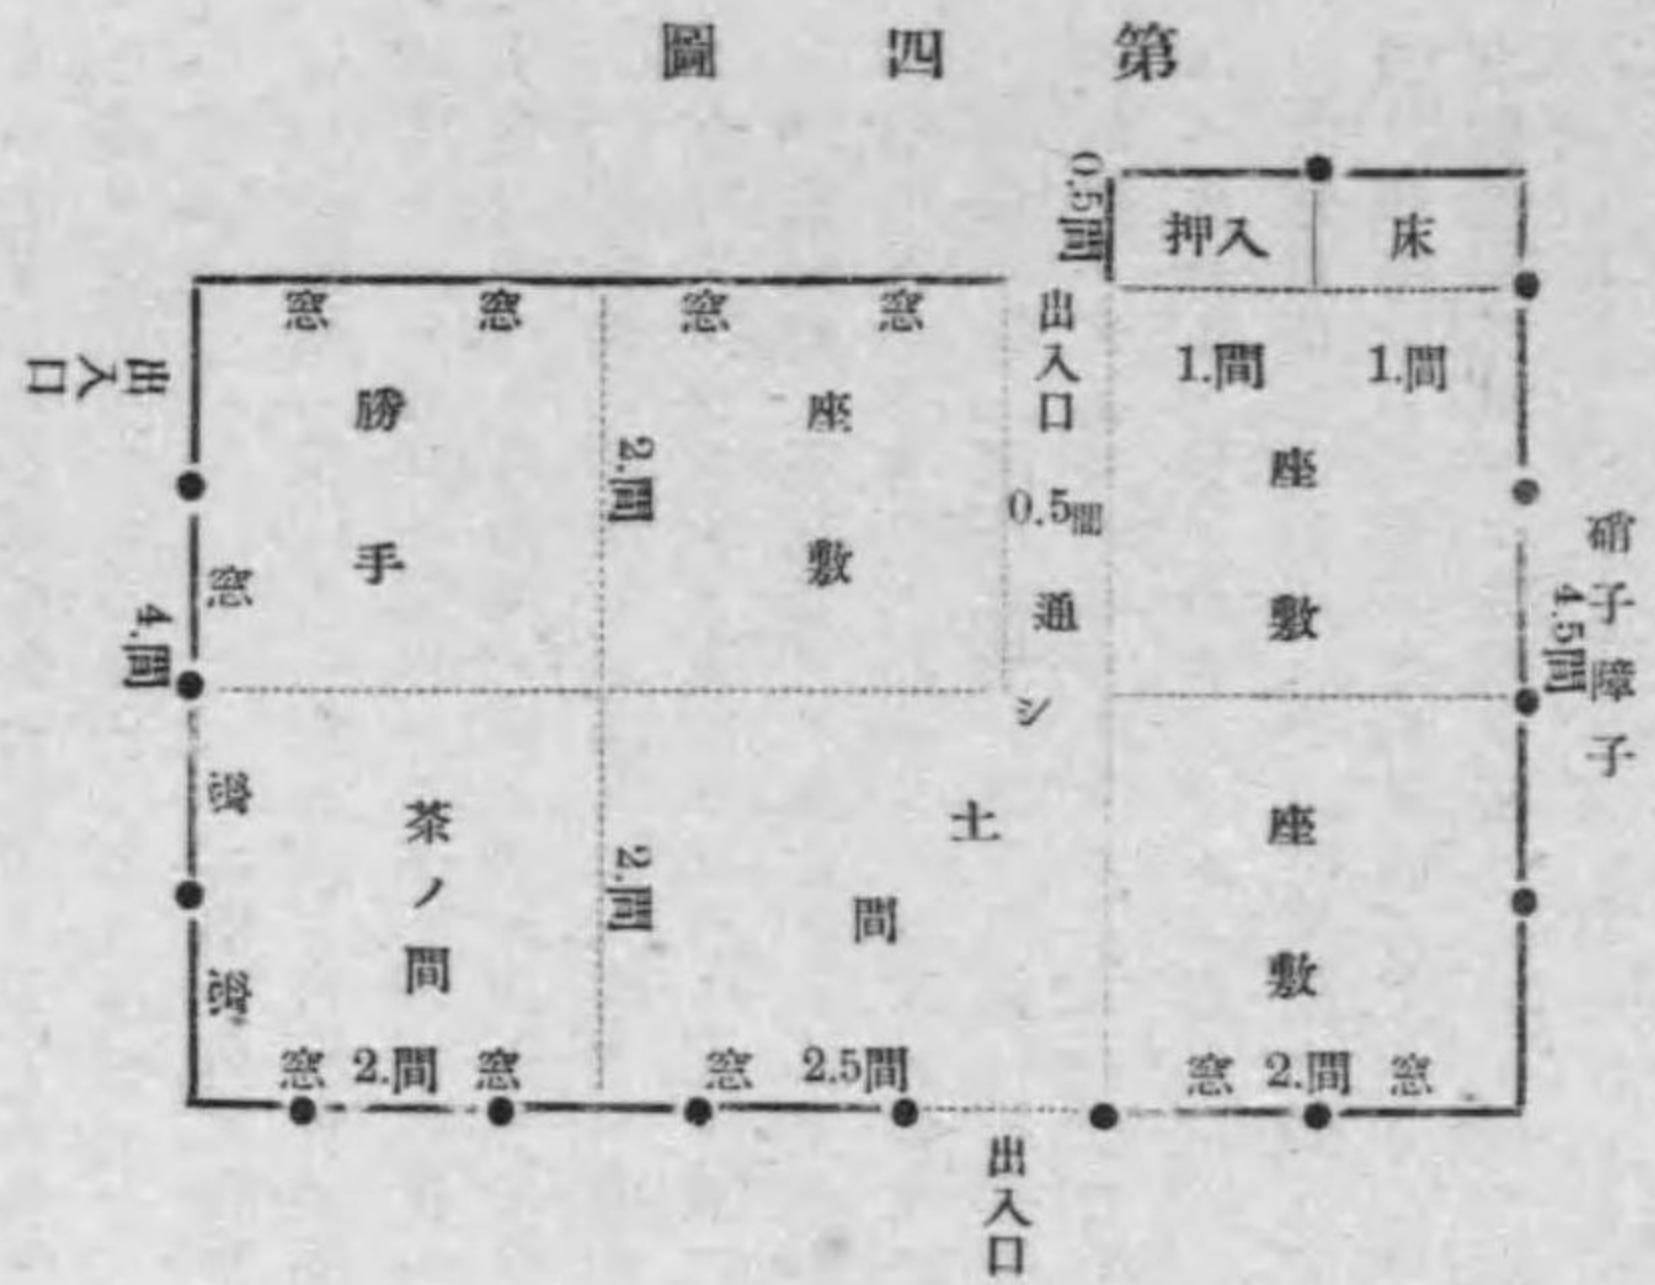 第四圖
0.5間
押入
床
窓
窓
窓
窓
出入口
1.間
1.間
出入口
勝手
2.間
座敷
0.5間
通シ
座敷
硝子障子
4.5間
窓
4.間
窓
窓
茶ノ間
2.間
土間
座敷
窓
2.間
窓
窓
2.5間
窓
2.間
窓
出入口